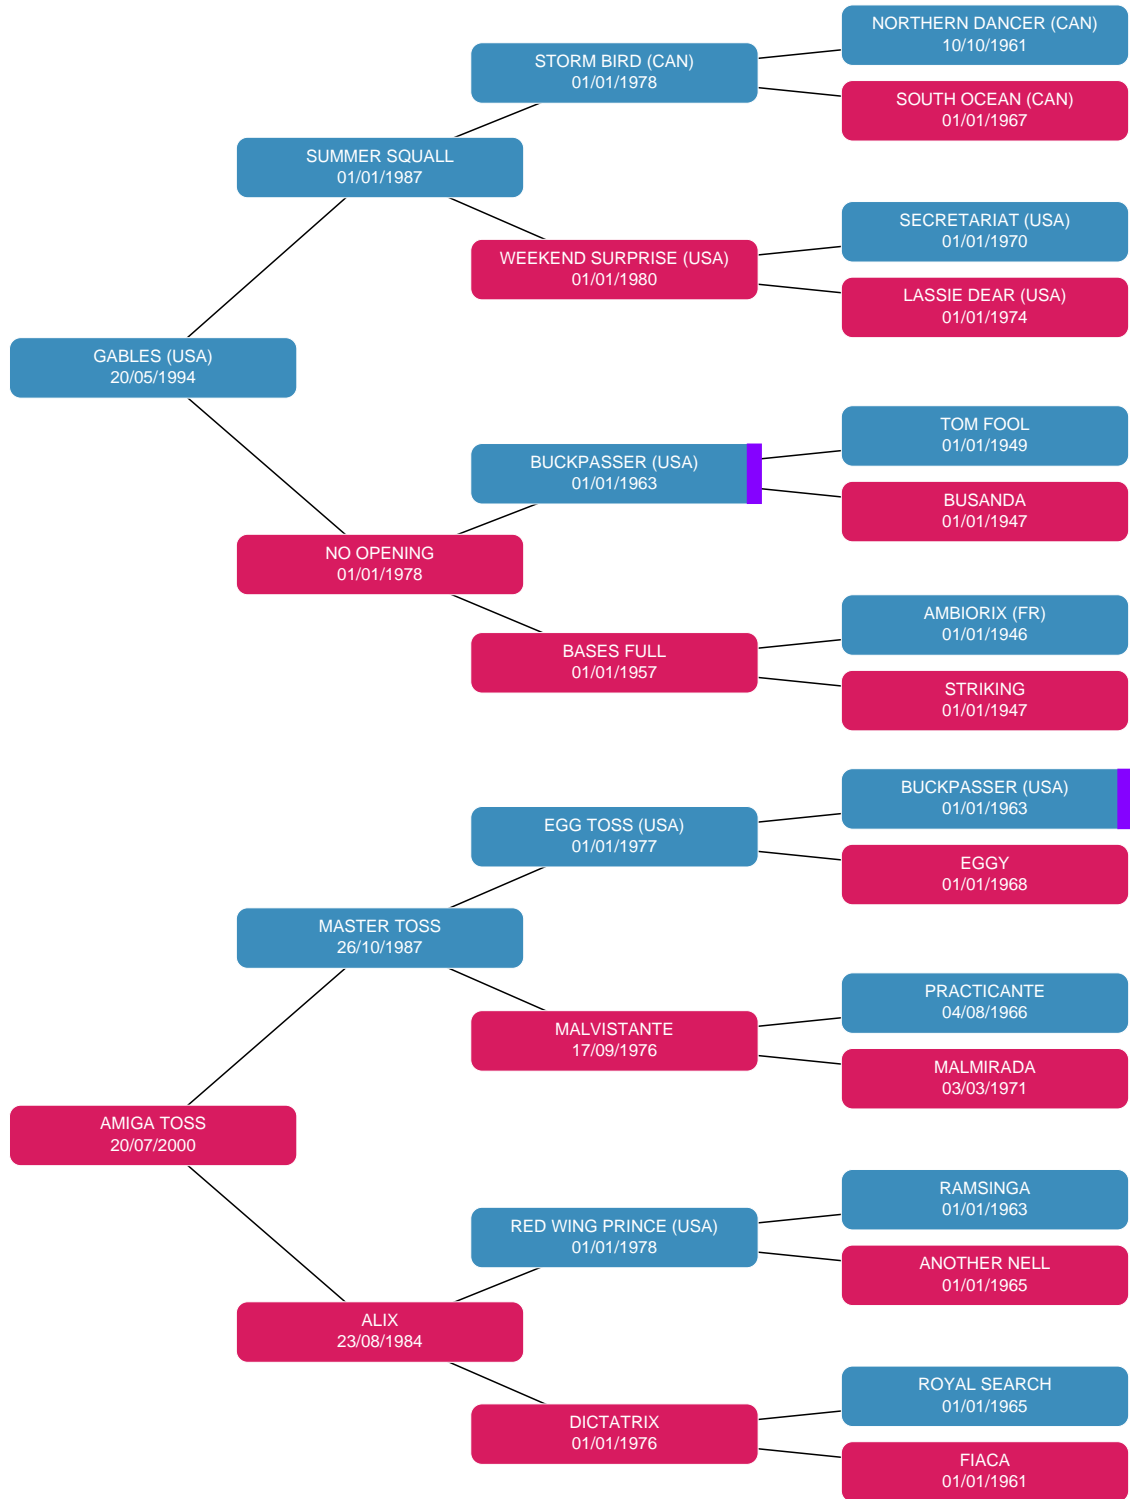 NORTHERN DANCER (CAN)
10/10/1961
STORM BIRD (CAN)
01/01/1978
SOUTH OCEAN (CAN)
01/01/1967
SUMMER SQUALL
01/01/1987
SECRETARIAT (USA)
01/01/1970
WEEKEND SURPRISE (USA)
01/01/1980
LASSIE DEAR (USA)
01/01/1974
GABLES (USA)
20/05/1994
TOM FOOL
01/01/1949
BUCKPASSER (USA)
01/01/1963
BUSANDA
01/01/1947
NO OPENING
01/01/1978
AMBIORIX (FR)
01/01/1946
BASES FULL
01/01/1957
STRIKING
01/01/1947
BUCKPASSER (USA)
01/01/1963
EGG TOSS (USA)
01/01/1977
EGGY
01/01/1968
MASTER TOSS
26/10/1987
PRACTICANTE
04/08/1966
MALVISTANTE
17/09/1976
MALMIRADA
03/03/1971
AMIGA TOSS
20/07/2000
RAMSINGA
01/01/1963
RED WING PRINCE (USA)
01/01/1978
ANOTHER NELL
01/01/1965
ALIX
23/08/1984
ROYAL SEARCH
01/01/1965
DICTATRIX
01/01/1976
FIACA
01/01/1961